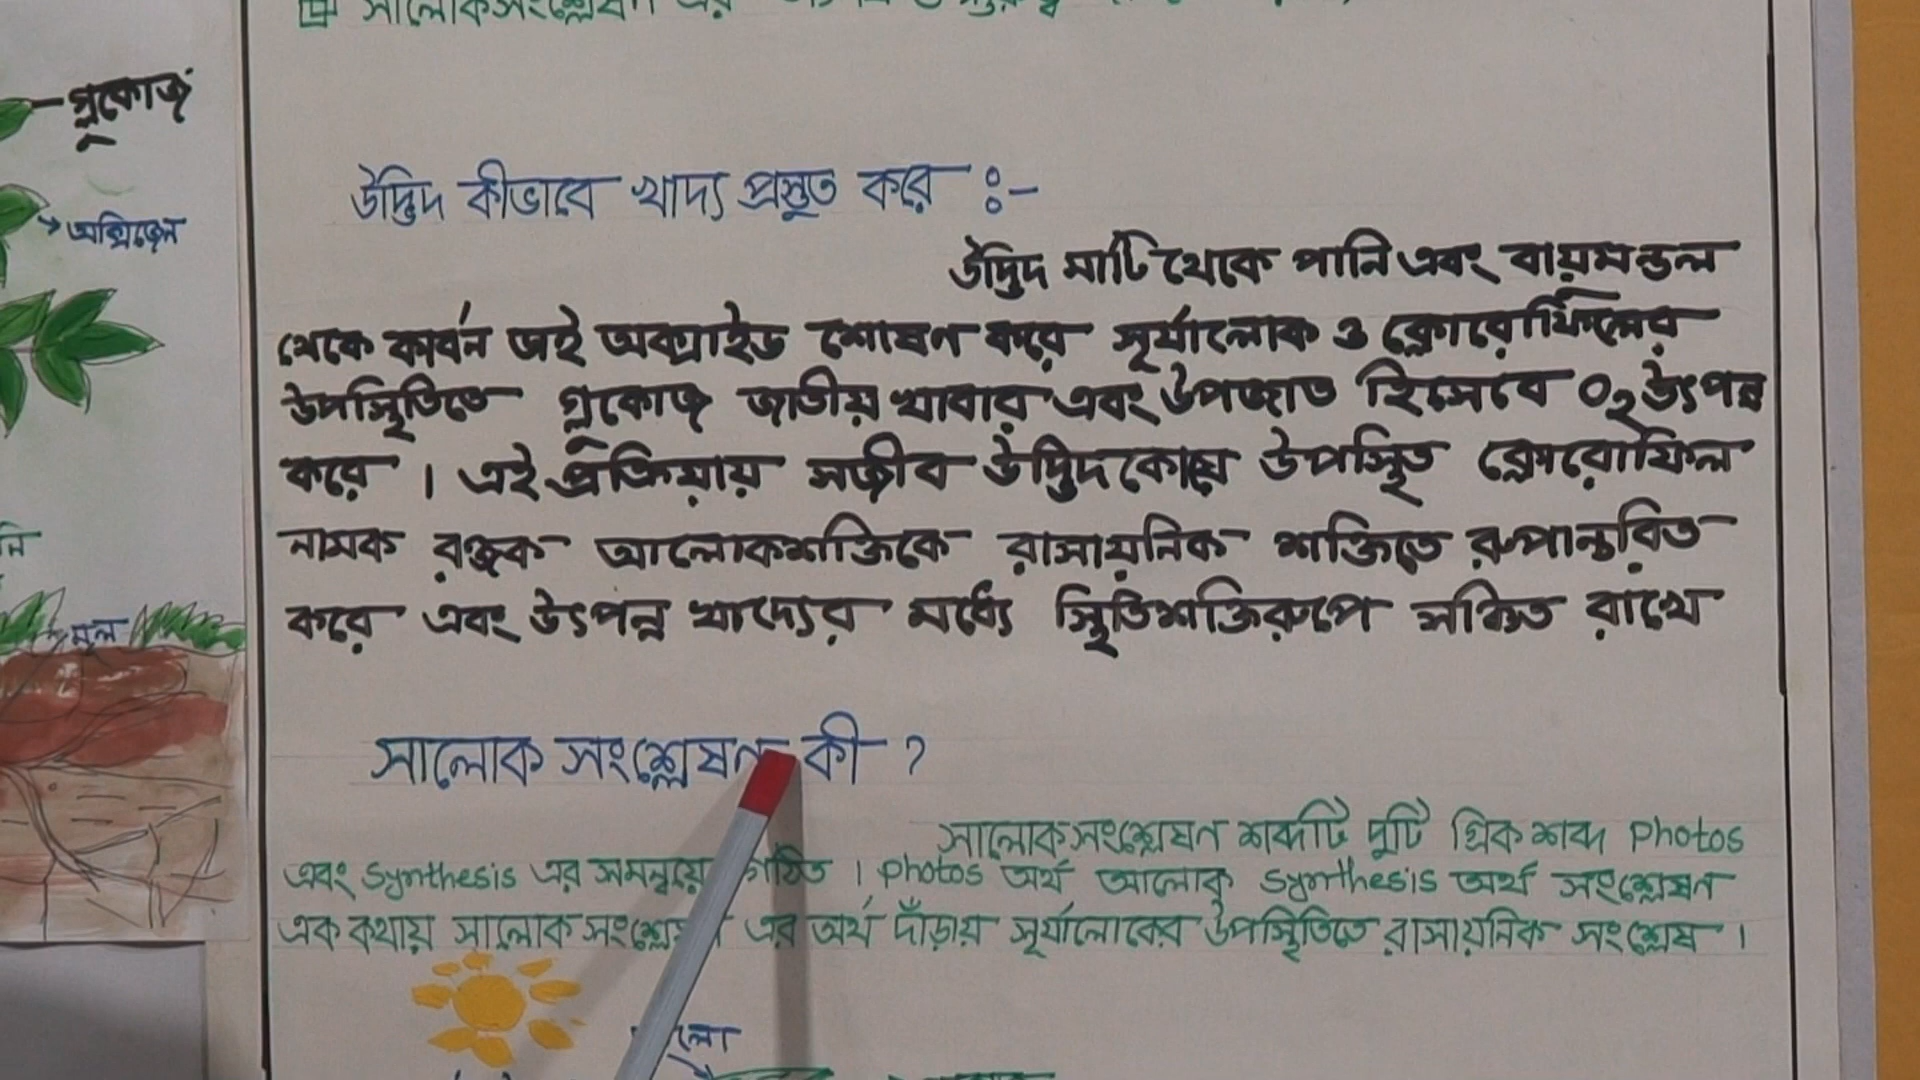 সালোকসংশ্লেষণ এর
গ্লুকোজ
অক্সিজেন
মূল
উদ্ভিদ কীভাবে খাদ্য প্রস্তুত করে ঃ-
উদ্ভিদ মাটি থেকে পানি এবং বায়মন্ডল
থেকে কার্বন ডাই অক্সাইড শোষণ করে সূর্যালোক ও ক্লোরোফিলের
উপস্থিতিতে গ্লুকোজ জাতীয় খাবার এবং উপজাত হিসেবে O₂ উৎপন্ন
করে । এই প্রক্রিয়ায় সজীব উদ্ভিদকোষে উপস্থিত ক্লোরোফিল
নামক রঞ্জক আলোকশক্তিকে রাসায়নিক শক্তিতে রুপান্তরিত
করে এবং উৎপন্ন খাদ্যের মধ্যে স্থিতিশক্তিরুপে সঞ্চিত রাখে
সালোক সংশ্লেষণ কী ?
সালোকসংশ্লেষণ শব্দটি দুটি গ্রিক শব্দ Photos
এবং Synthesis এর সমন্বয়ে গঠিত । photos অর্থ আলোক, Synthesis অর্থ সংশ্লেষন
এক কথায় সালোক সংশ্লেষণ এর অর্থ দাঁড়ায় সূর্যালোকের উপস্থিতিতে রাসায়নিক সংশ্লেষ ।